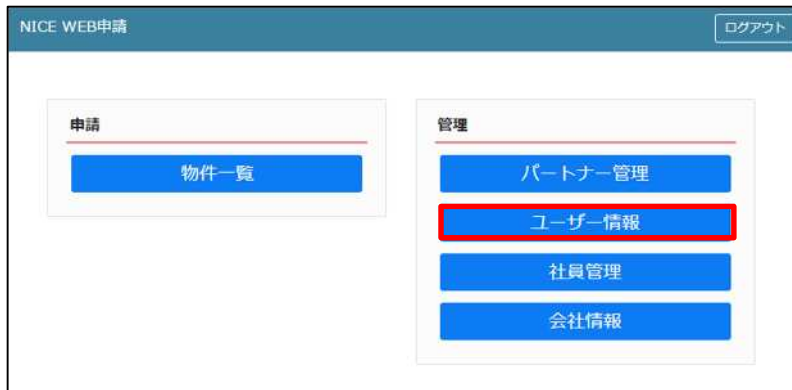 NICE WEB申請
ログアウト
申請
物件一覧
管理
パートナー管理
ユーザー情報
社員管理
会社情報